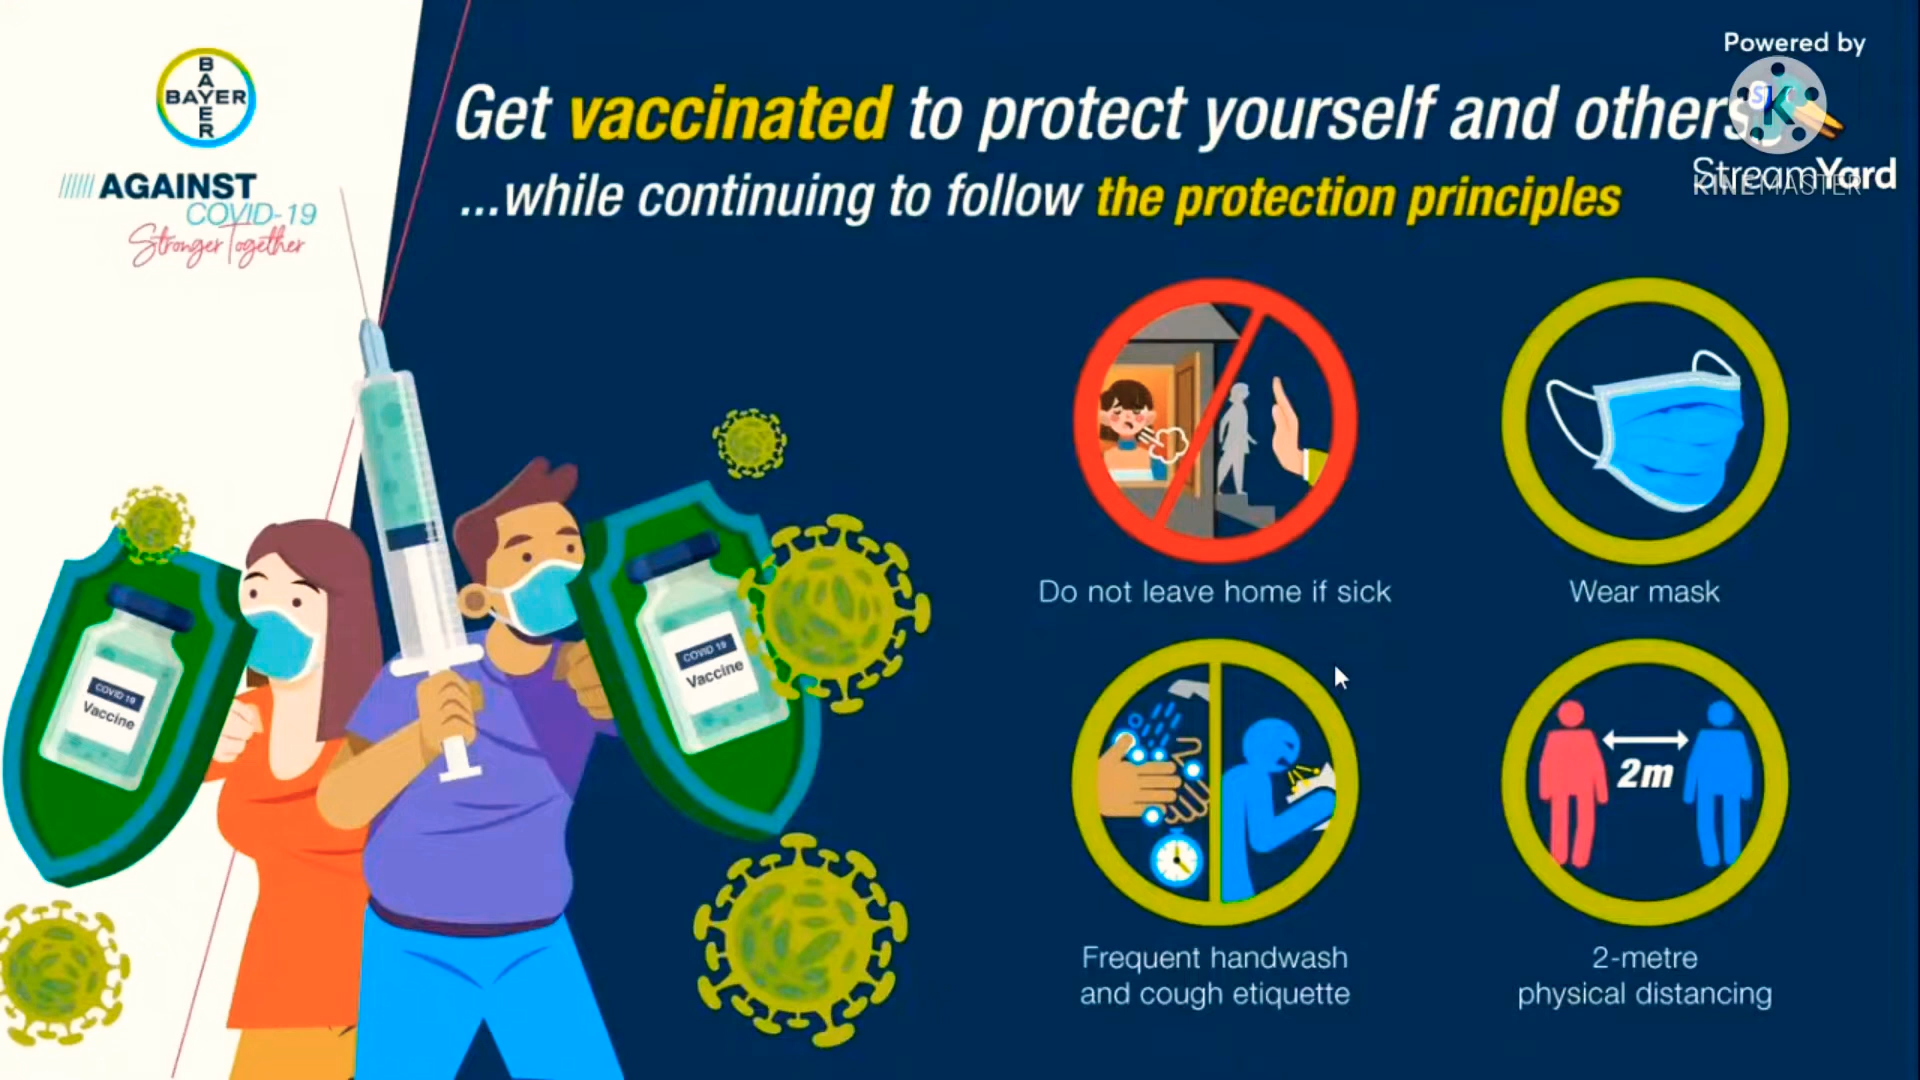 BAYER
BAYER
AGAINST
COVID-19
Stronger Together
Get vaccinated to protect yourself and others
...while continuing to follow the protection principles
Powered by
StreamYard
KINEMASTER
COVID 19
Vaccine
COVID 19
Vaccine
Do not leave home if sick
Wear mask
2m
Frequent handwash
and cough etiquette
2-metre
physical distancing